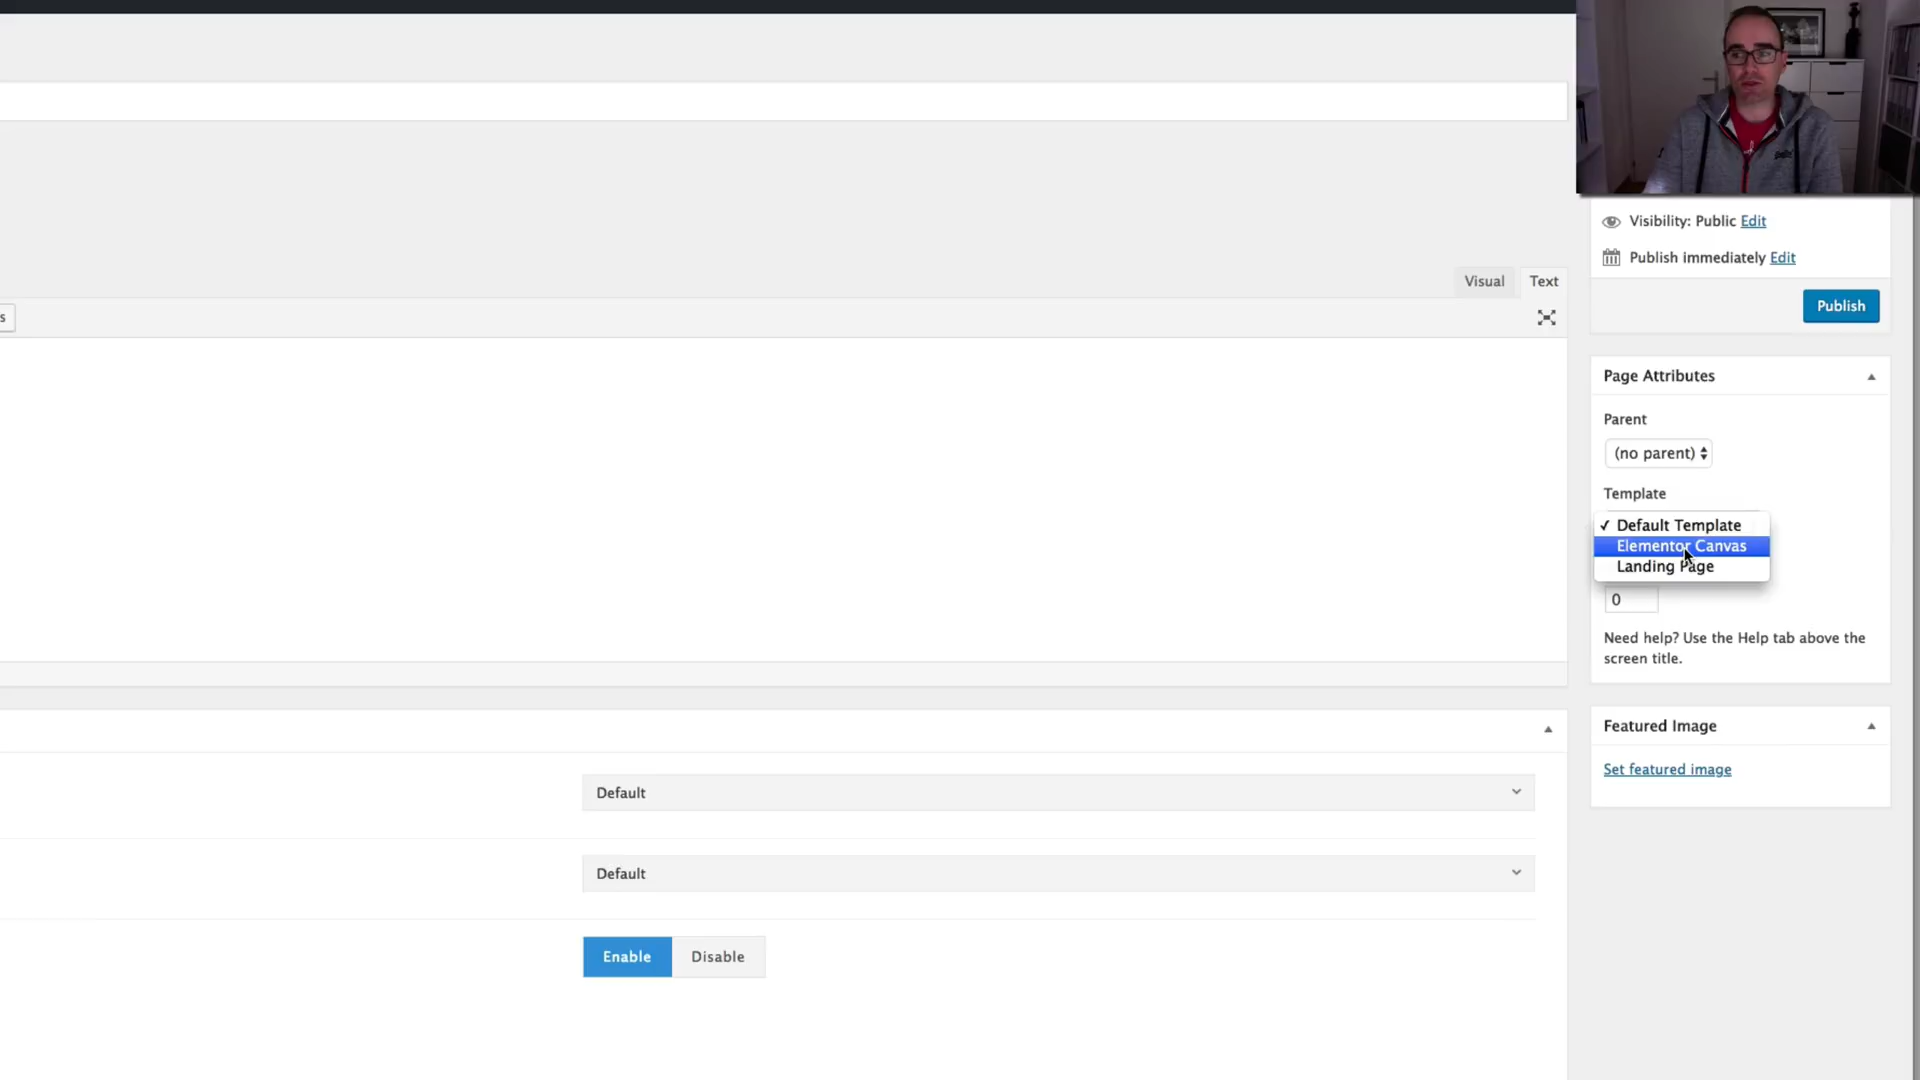 Visibility: Public Edit
Publish immediately Edit
Visual
Text
s
Publish
Page Attributes
Parent
(no parent)
Template
✓ Default Template
Elementor Canvas
Landing Page
0
Need help? Use the Help tab above the
screen title.
Featured Image
Set featured image
Default
Default
Enable
Disable